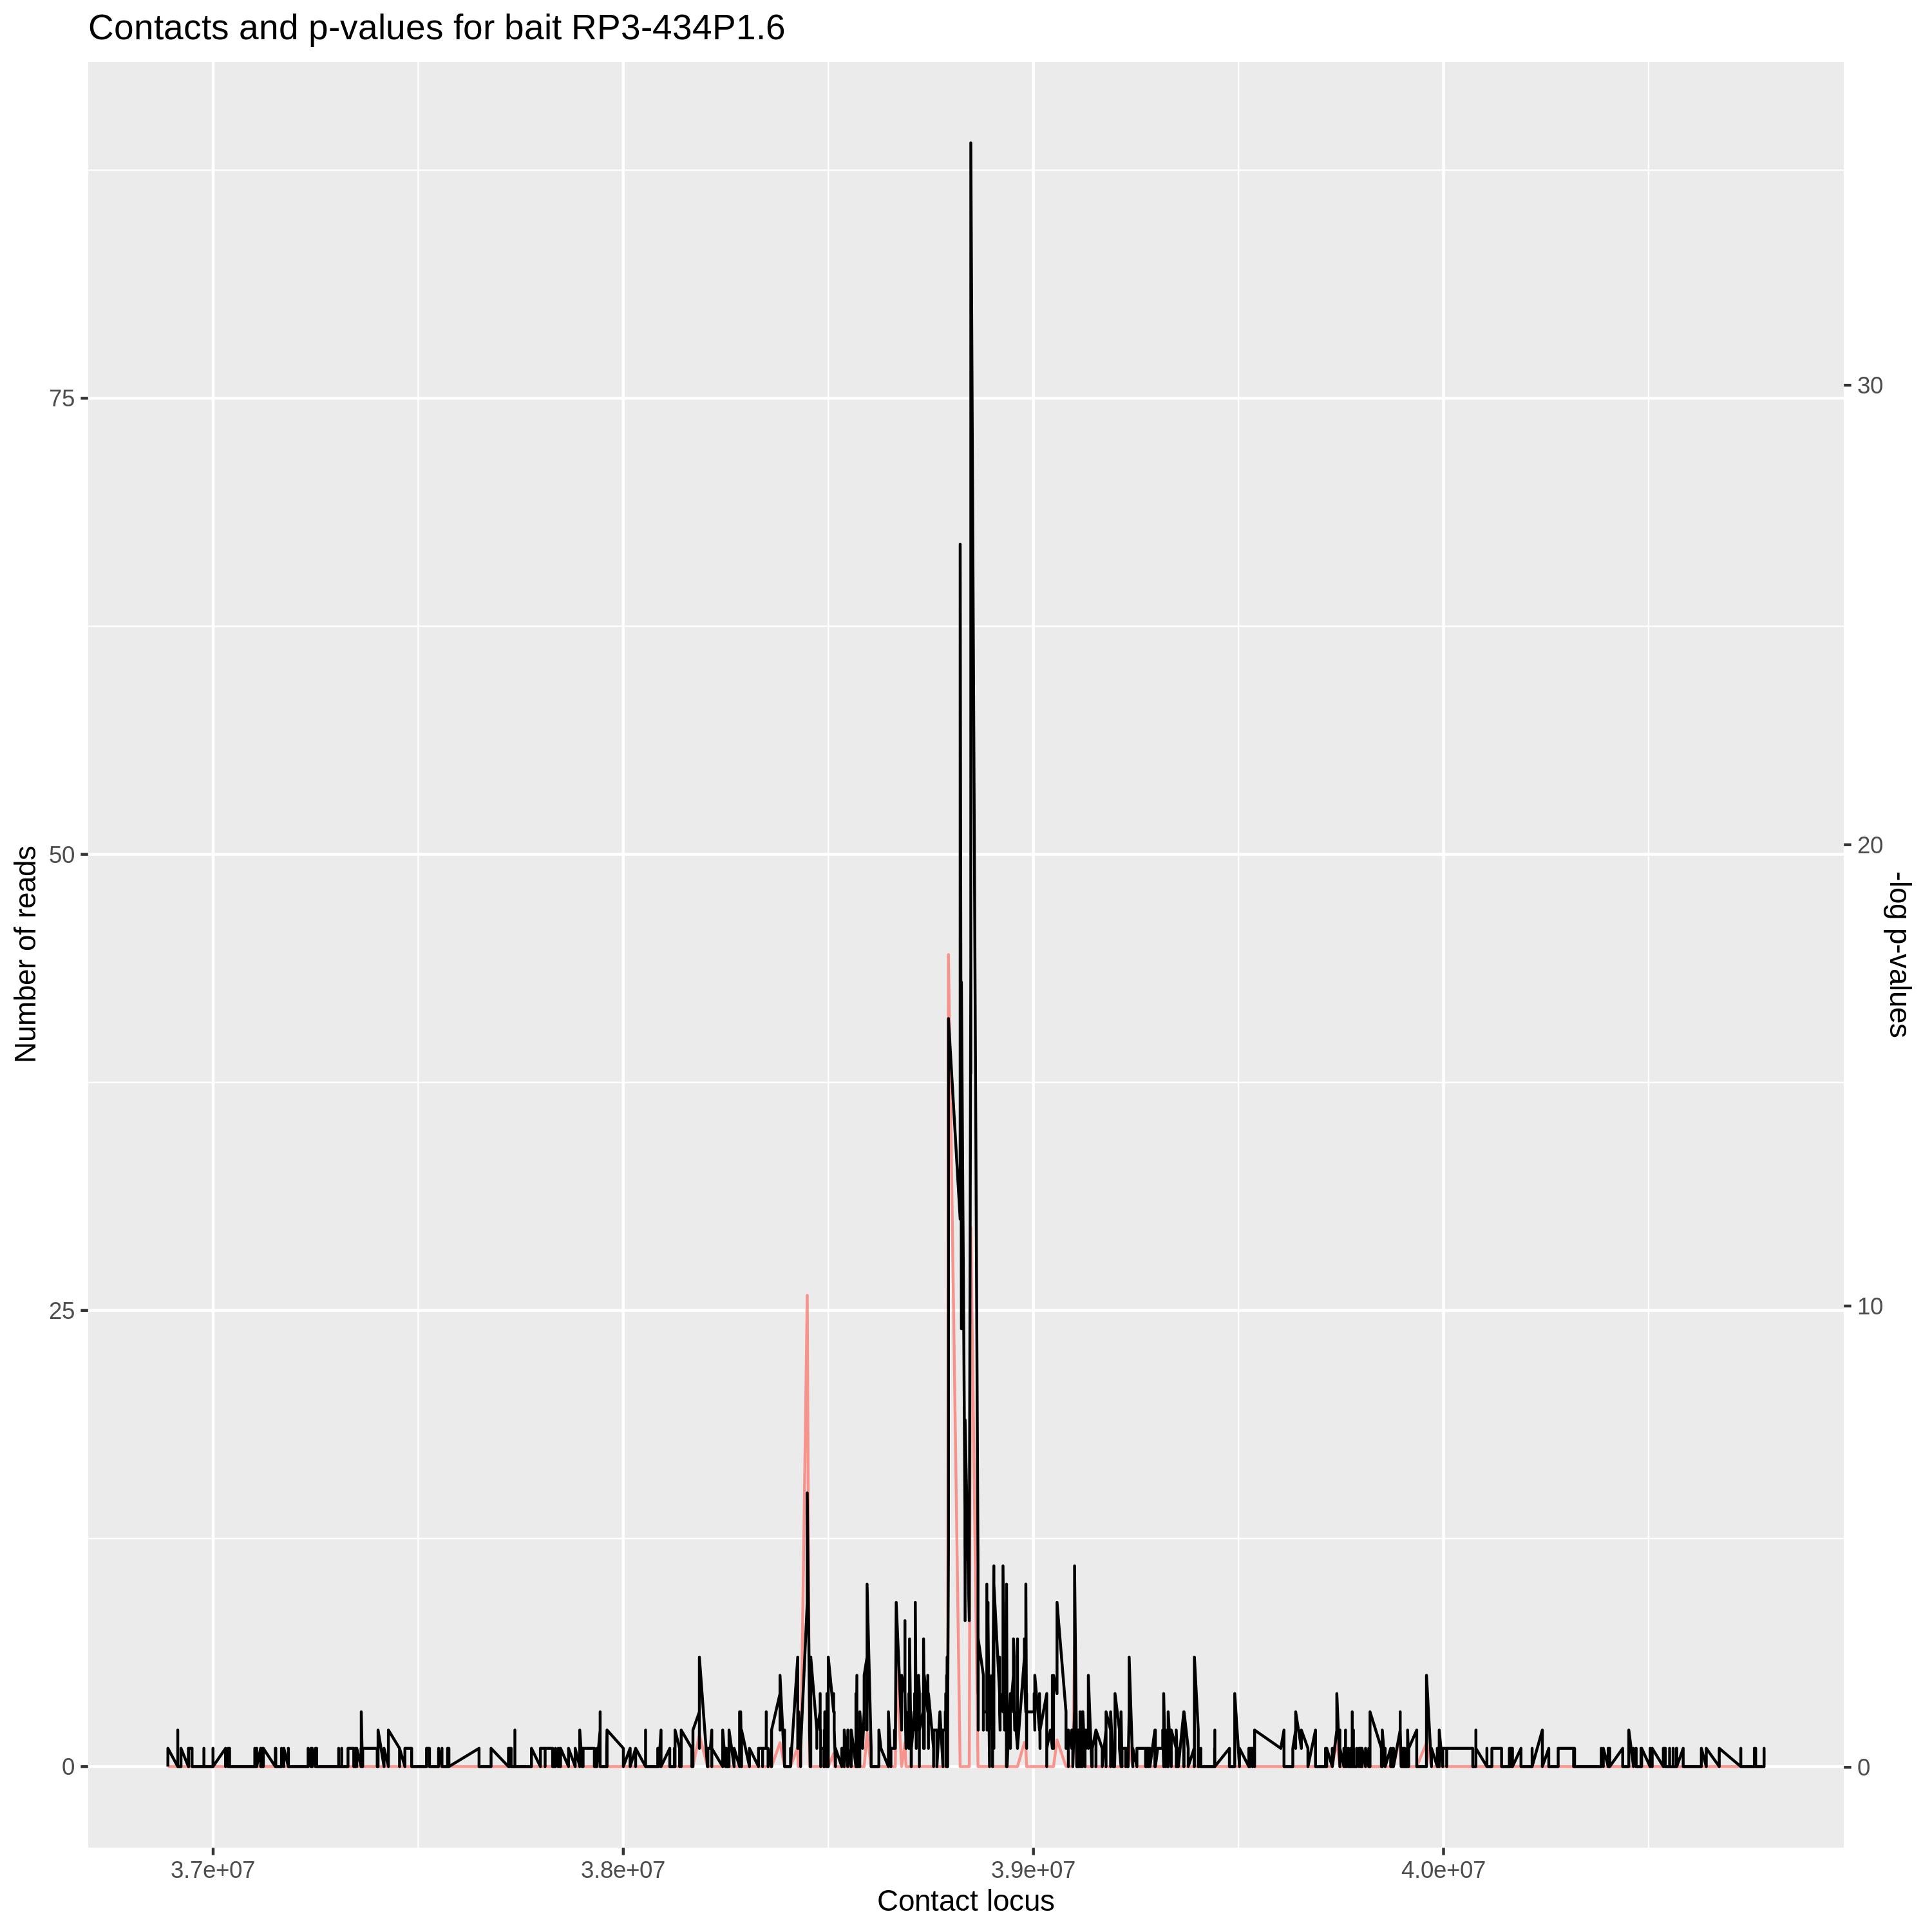 Contacts and p-values for bait RP3-434P1.6
75
50
25
0
Number of reads
30
20
10
0
-log p-values
3.7e+07
3.8e+07
3.9e+07
4.0e+07
Contact locus